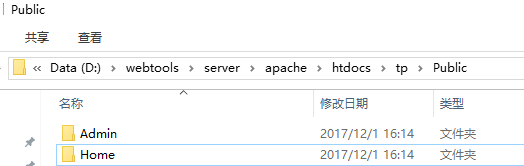 Public
共享 查看
« Data (D:) > webtools > server > apache > htdocs > tp > Public
名称 修改日期 类型
Admin 2017/12/1 16:14 文件夹
Home 2017/12/1 16:14 文件夹